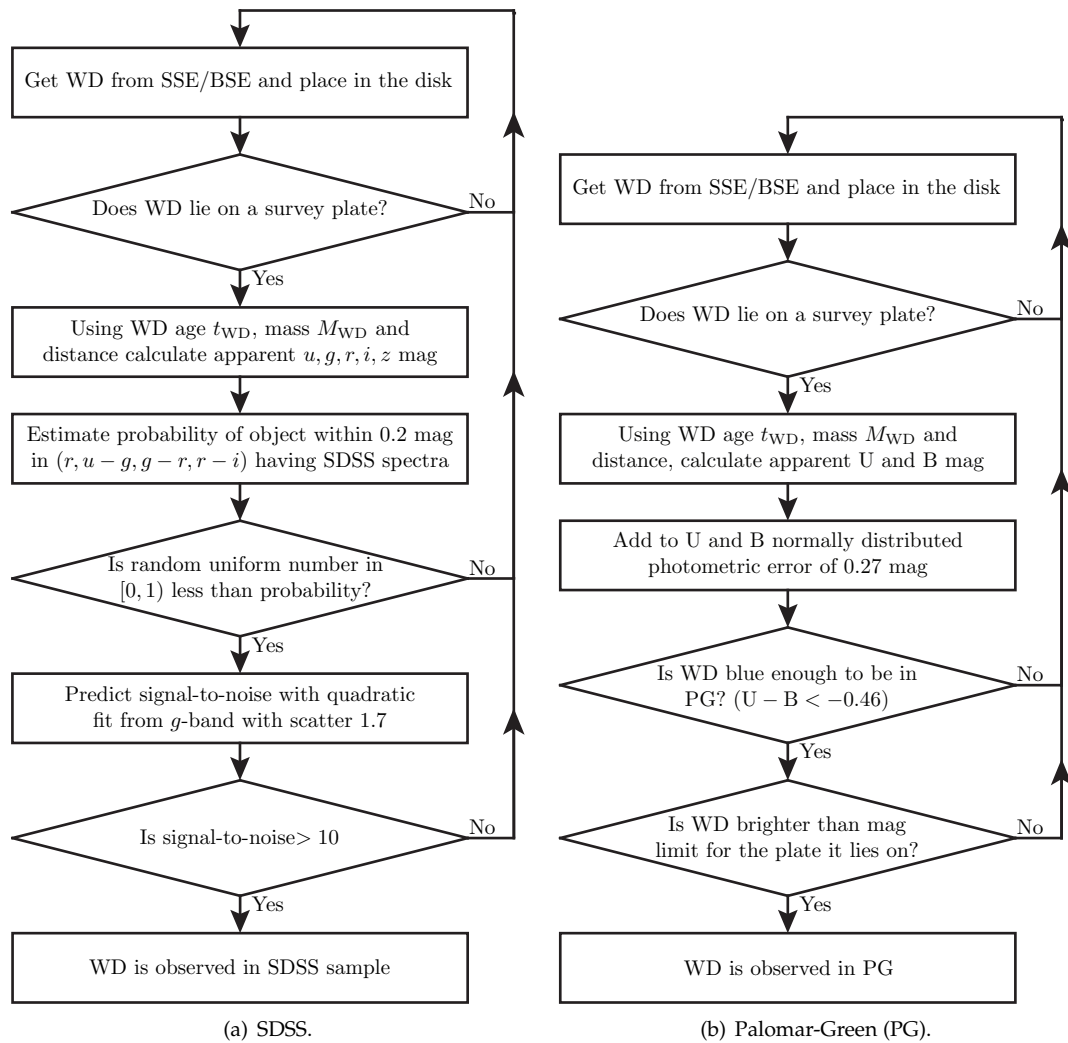 Get WD from SSE/BSE and place in the disk
Does WD lie on a survey plate?
No
Yes
Using WD age t_WD, mass M_WD and
distance calculate apparent u, g, r, i, z mag
Estimate probability of object within 0.2 mag
in (r, u − g, g − r, r − i) having SDSS spectra
Is random uniform number in
[0, 1) less than probability?
No
Yes
Predict signal-to-noise with quadratic
fit from g-band with scatter 1.7
Is signal-to-noise> 10
No
Yes
WD is observed in SDSS sample
(a) SDSS.
Get WD from SSE/BSE and place in the disk
Does WD lie on a survey plate?
No
Yes
Using WD age t_WD, mass M_WD and
distance, calculate apparent U and B mag
Add to U and B normally distributed
photometric error of 0.27 mag
Is WD blue enough to be in
PG? (U − B < −0.46)
No
Yes
Is WD brighter than mag
limit for the plate it lies on?
No
Yes
WD is observed in PG
(b) Palomar-Green (PG).